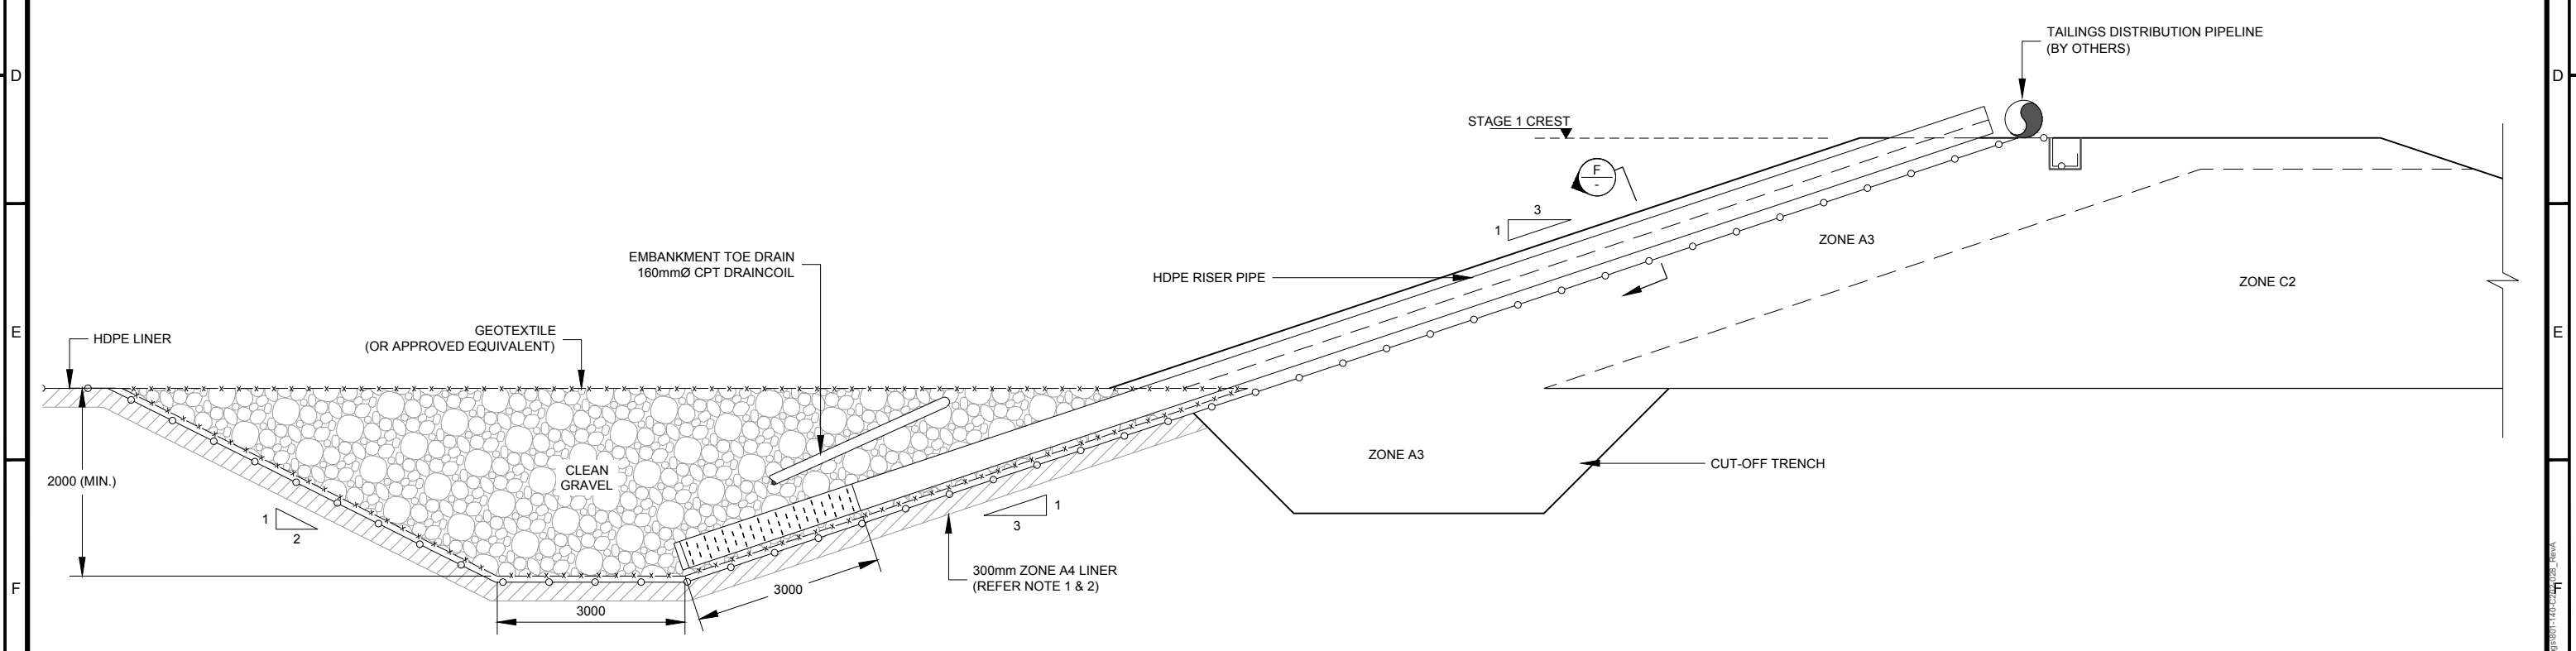 D
TAILINGS DISTRIBUTION PIPELINE
(BY OTHERS)
D
STAGE 1 CREST
F
-
3
1
ZONE A3
EMBANKMENT TOE DRAIN
160mmØ CPT DRAINCOIL
HDPE RISER PIPE
ZONE C2
E
HDPE LINER
GEOTEXTILE
(OR APPROVED EQUIVALENT)
E
2000 (MIN.)
CLEAN
GRAVEL
ZONE A3
CUT-OFF TRENCH
1
2
1
3
300mm ZONE A4 LINER
(REFER NOTE 1 & 2)
3000
3000
F
F